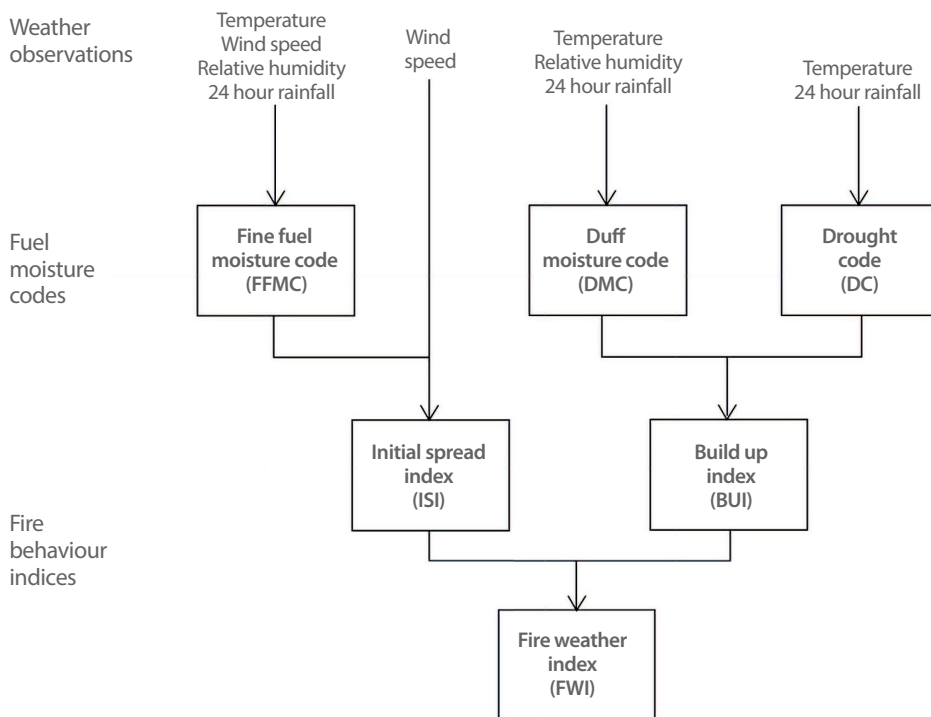 Weather
observations
Temperature
Wind speed
Relative humidity
24 hour rainfall
Wind
speed
Temperature
Relative humidity
24 hour rainfall
Temperature
24 hour rainfall
Fuel
moisture
codes
Fine fuel
moisture code
(FFMC)
Duff
moisture code
(DMC)
Drought
code
(DC)
Fire
behaviour
indices
Initial spread
index
(ISI)
Build up
index
(BUI)
Fire weather
index
(FWI)